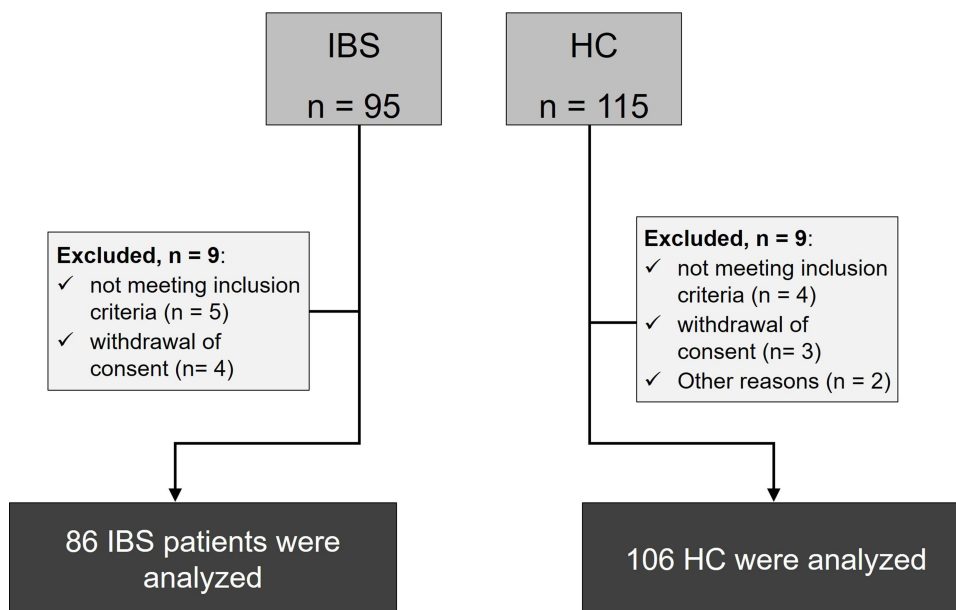 IBS
n = 95
HC
n = 115
Excluded, n = 9:
✓ not meeting inclusion
criteria (n = 5)
✓ withdrawal of
consent (n= 4)
Excluded, n = 9:
✓ not meeting inclusion
criteria (n = 4)
✓ withdrawal of
consent (n= 3)
✓ Other reasons (n = 2)
86 IBS patients were
analyzed
106 HC were analyzed